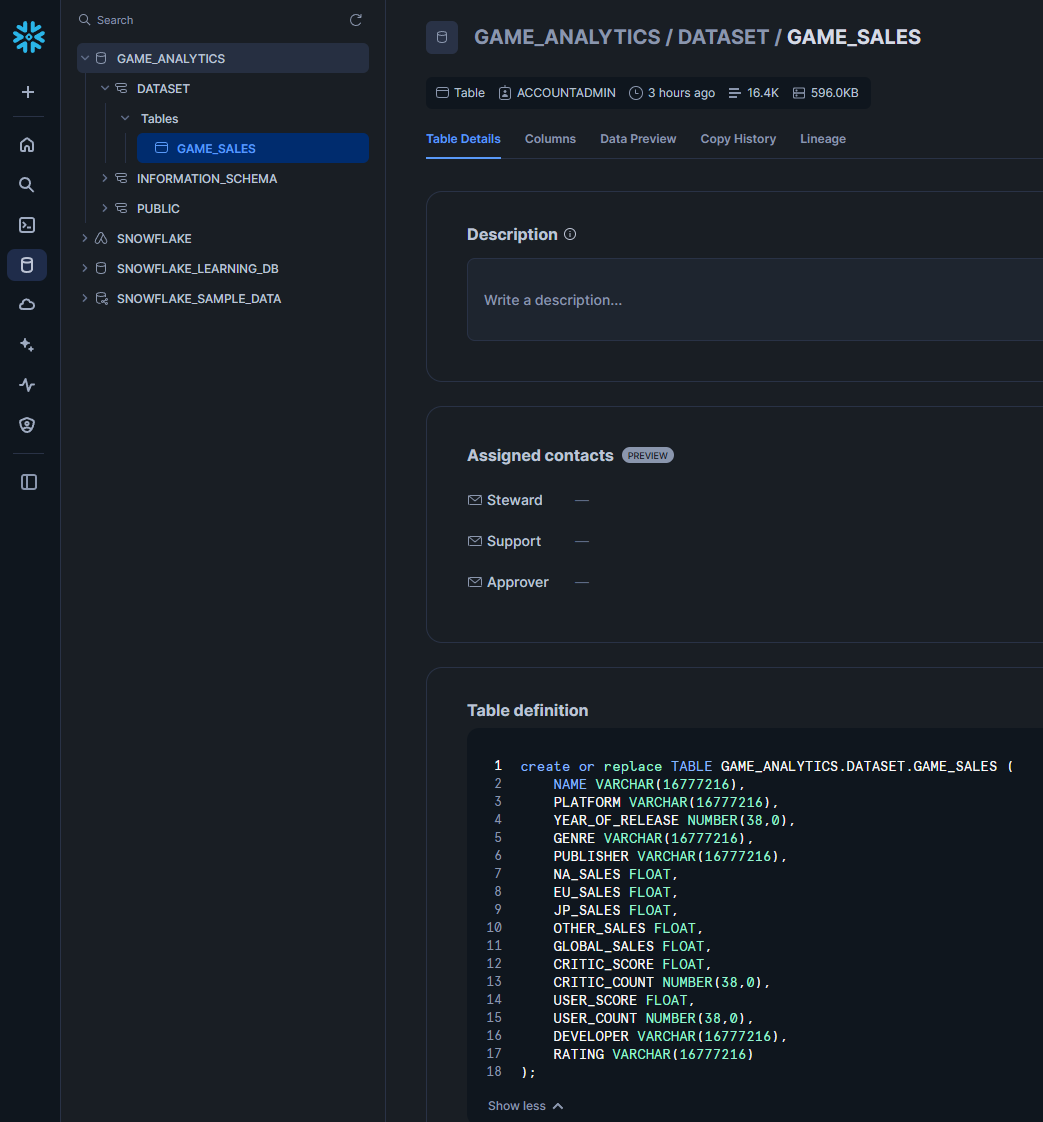 Search
GAME_ANALYTICS
DATASET
Tables
GAME_SALES
INFORMATION_SCHEMA
PUBLIC
SNOWFLAKE
SNOWFLAKE_LEARNING_DB
SNOWFLAKE_SAMPLE_DATA
GAME_ANALYTICS / DATASET / GAME_SALES
Table ACCOUNTADMIN 3 hours ago 16.4K 596.0KB
Table Details Columns Data Preview Copy History Lineage
Description
Write a description...
Assigned contacts PREVIEW
Steward —
Support —
Approver —
Table definition
1 create or replace TABLE GAME_ANALYTICS.DATASET.GAME_SALES (
2 NAME VARCHAR(16777216),
3 PLATFORM VARCHAR(16777216),
4 YEAR_OF_RELEASE NUMBER(38,0),
5 GENRE VARCHAR(16777216),
6 PUBLISHER VARCHAR(16777216),
7 NA_SALES FLOAT,
8 EU_SALES FLOAT,
9 JP_SALES FLOAT,
10 OTHER_SALES FLOAT,
11 GLOBAL_SALES FLOAT,
12 CRITIC_SCORE FLOAT,
13 CRITIC_COUNT NUMBER(38,0),
14 USER_SCORE FLOAT,
15 USER_COUNT NUMBER(38,0),
16 DEVELOPER VARCHAR(16777216),
17 RATING VARCHAR(16777216)
18 );
Show less